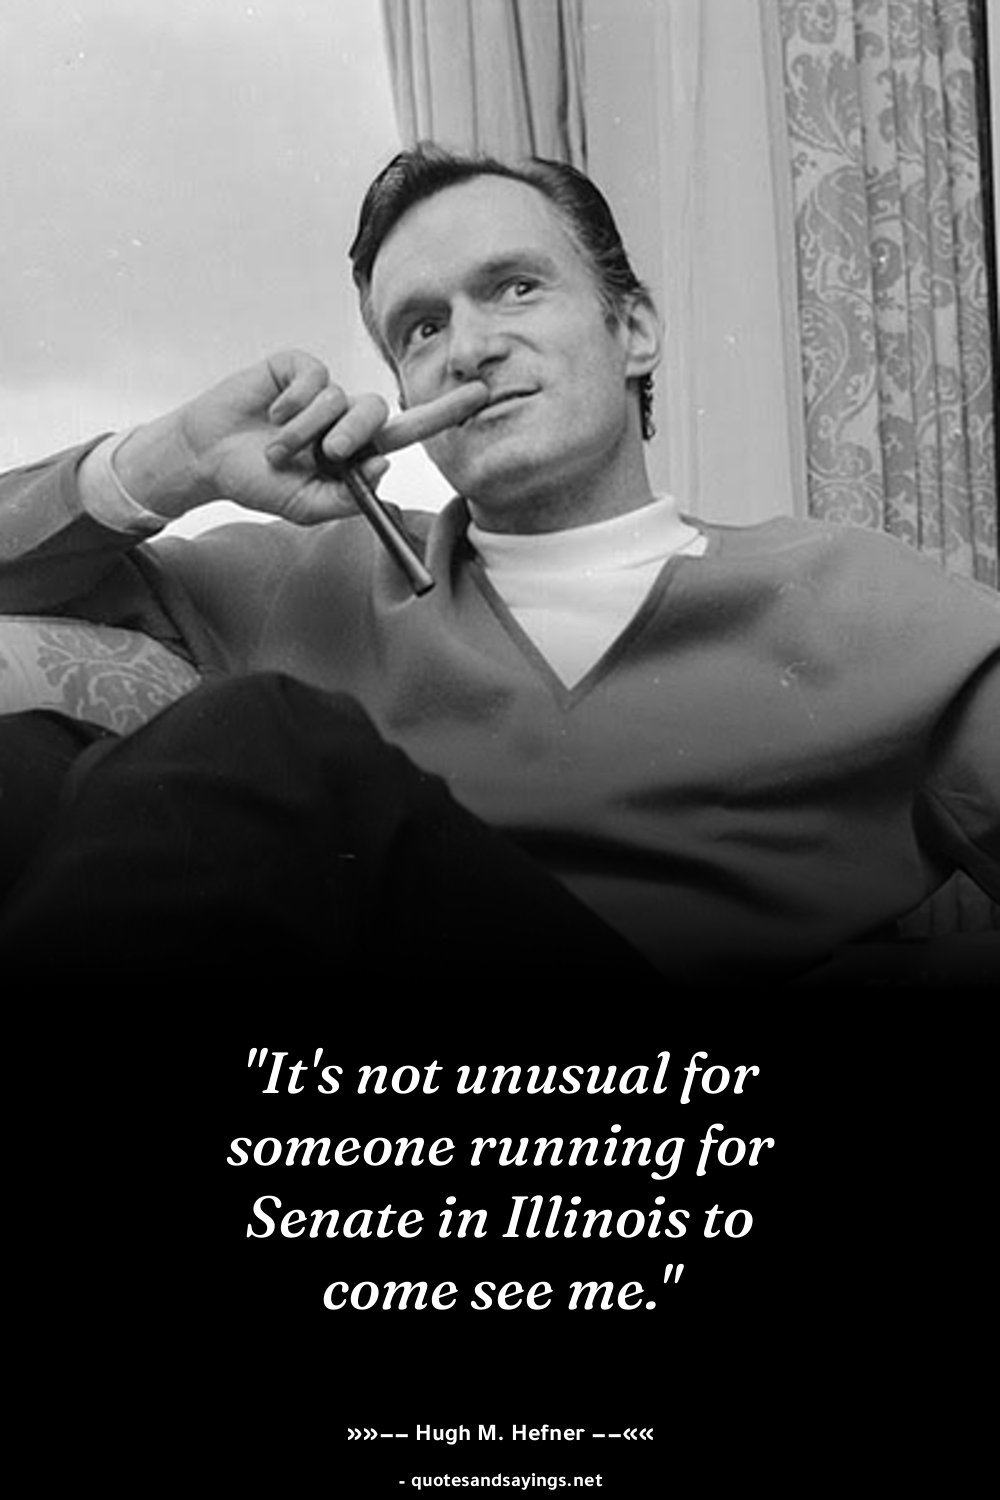 "It's not unusual for
someone running for
Senate in Illinois to
come see me."
»»−− Hugh M. Hefner −−««
- quotesandsayings.net